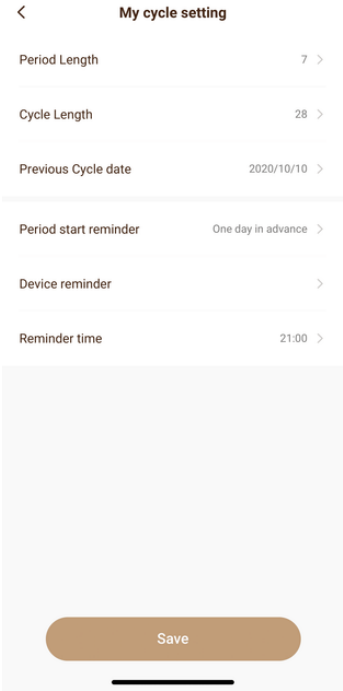 My cycle setting
Period Length 7
Cycle Length 28
Previous Cycle date 2020/10/10
Period start reminder One day in advance
Device reminder
Reminder time 21:00
Save